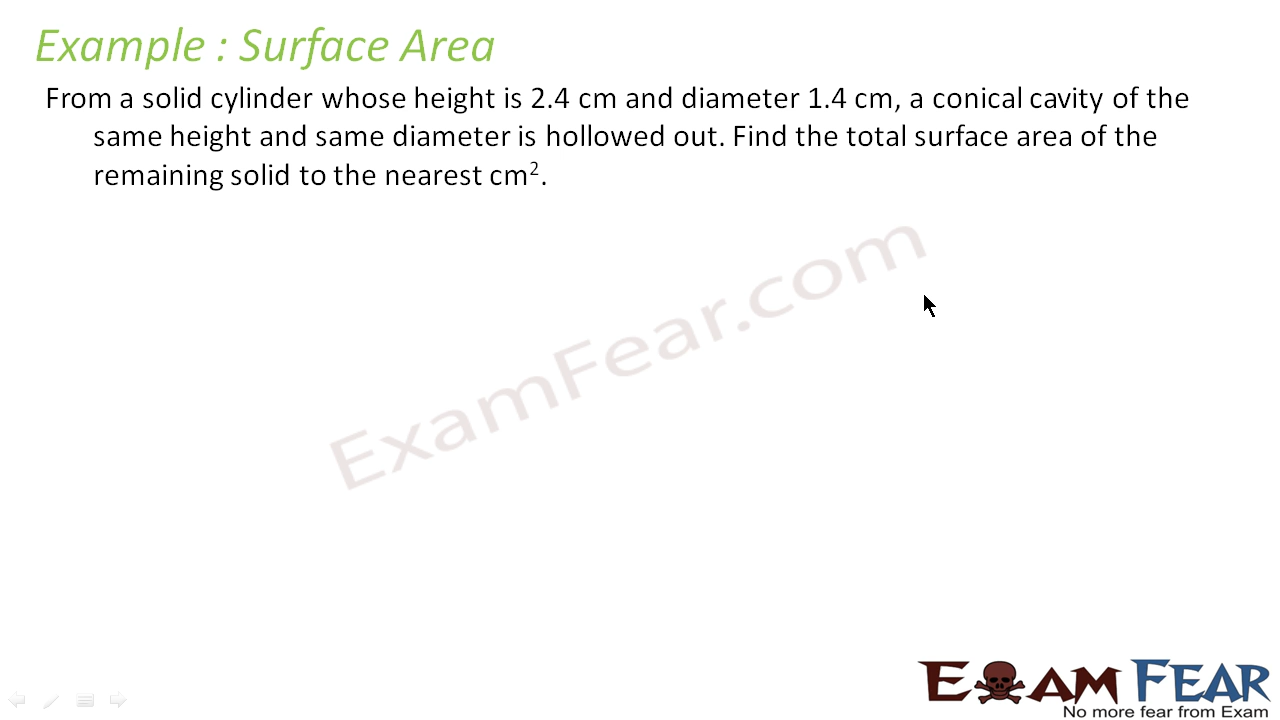 Example : Surface Area
From a solid cylinder whose height is 2.4 cm and diameter 1.4 cm, a conical cavity of the
same height and same diameter is hollowed out. Find the total surface area of the
remaining solid to the nearest cm².
ExamFear.com
EXAM FEAR
No more fear from Exam